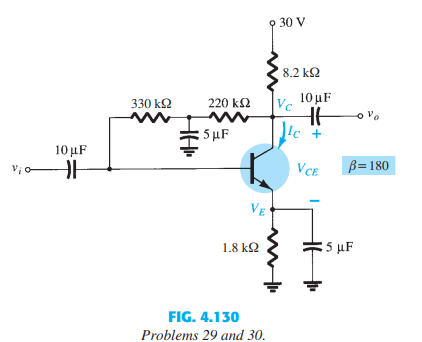 30 V
8.2 kΩ
330 kΩ
220 kΩ
V_C
10 μF
v_o
5 μF
I_C
+
10 μF
v_i
V_CE
β = 180
V_E
–
1.8 kΩ
5 μF
FIG. 4.130
Problems 29 and 30.